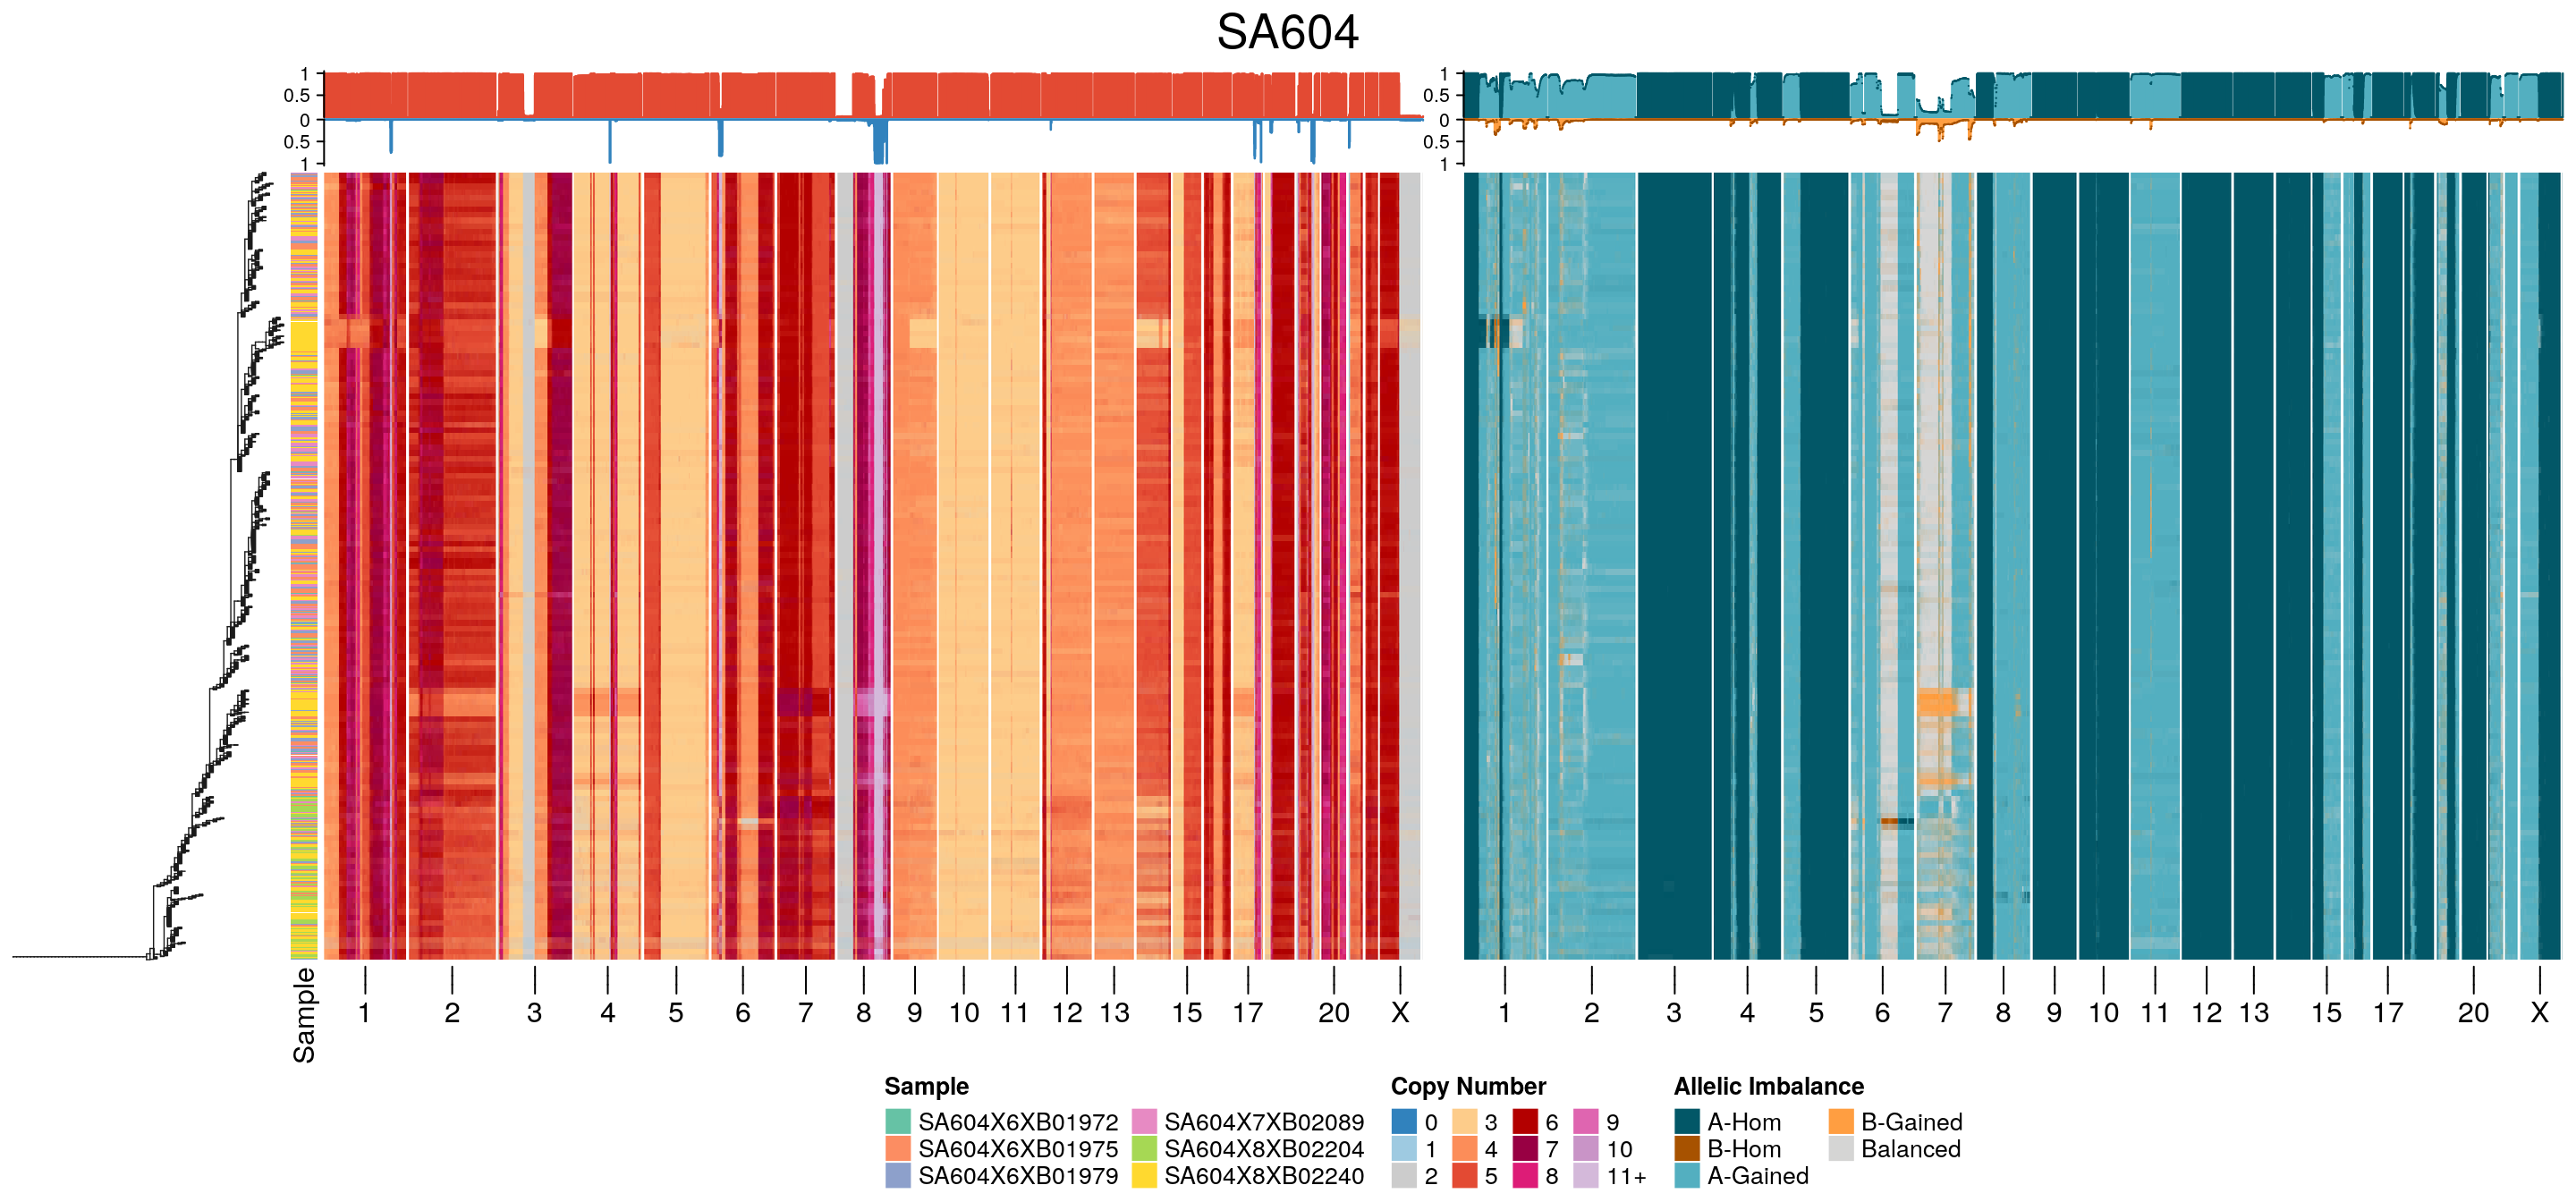 SA604
1
0.5
0
0.5
1
1
0.5
0
0.5
1
Sample
1 2 3 4 5 6 7 8 9 10 11 12 13 15 17 20 X
1 2 3 4 5 6 7 8 9 10 11 12 13 15 17 20 X
Sample
SA604X6XB01972
SA604X6XB01975
SA604X6XB01979
SA604X7XB02089
SA604X8XB02204
SA604X8XB02240
Copy Number
0 3 6 9
1 4 7 10
2 5 8 11+
Allelic Imbalance
A-Hom
B-Hom
A-Gained
B-Gained
Balanced